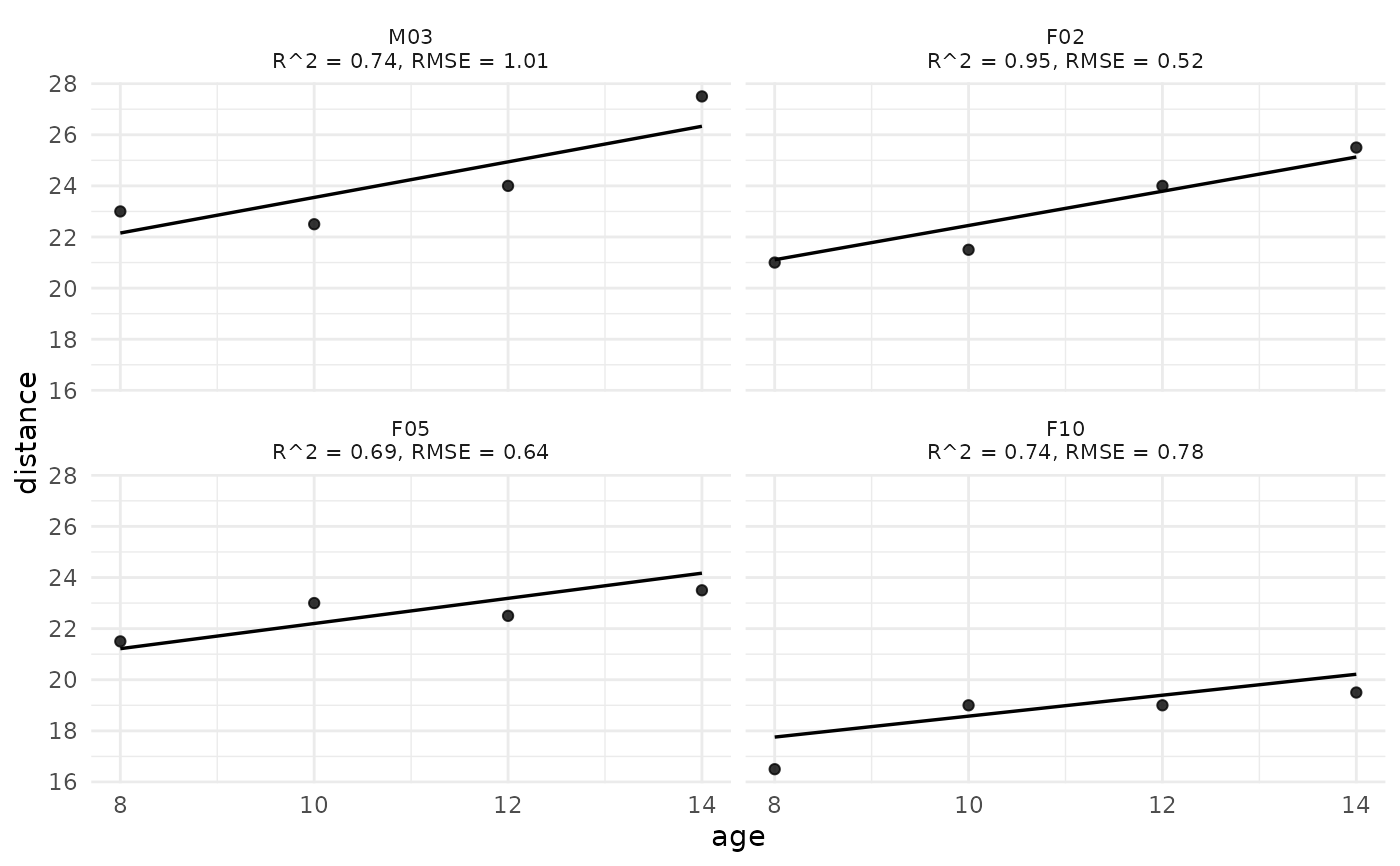 M03
R^2 = 0.74, RMSE = 1.01
F02
R^2 = 0.95, RMSE = 0.52
28
26
24
22
20
18
16
F05
R^2 = 0.69, RMSE = 0.64
F10
R^2 = 0.74, RMSE = 0.78
28
26
24
22
20
18
16
distance
8 10 12 14 8 10 12 14
age